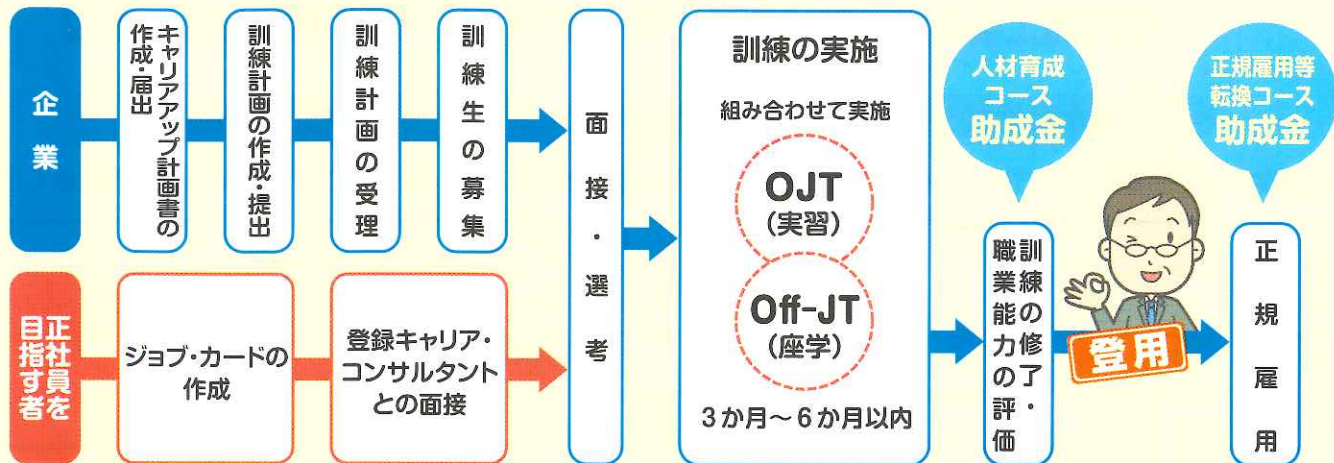 企業
キャリアアップ計画書の
作成・届出
訓練計画の作成・提出
訓練計画の受理
訓練生の募集
正社員を
目指す者
ジョブ・カードの
作成
登録キャリア・
コンサルタント
との面接
面接・選考
訓練の実施
組み合わせて実施
OJT
(実習)
Off-JT
(座学)
3か月～6か月以内
人材育成
コース
助成金
訓練の修了・
職業能力の評価
登用
正規雇用等
転換コース
助成金
正規雇用